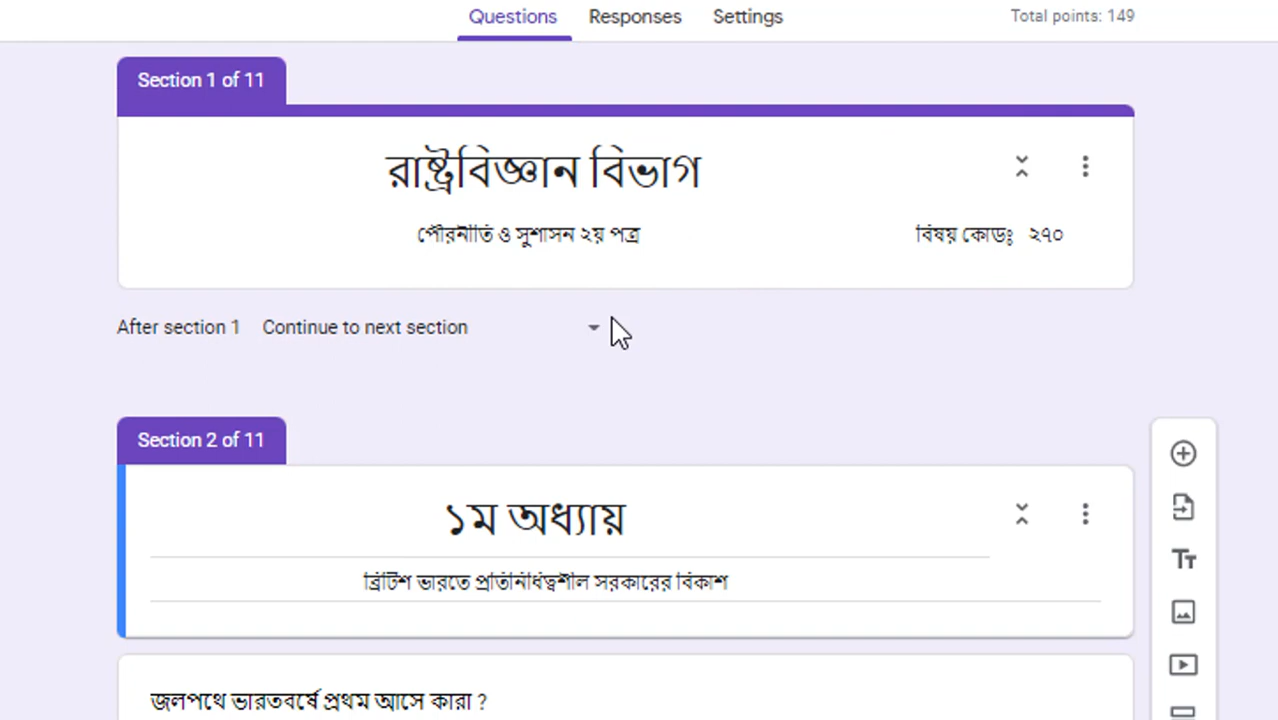 Questions Responses Settings Total points: 149
Section 1 of 11
রাষ্ট্রবিজ্ঞান বিভাগ
পৌরনীতি ও সুশাসন ২য় পত্র বিষয় কোডঃ ২৭০
After section 1 Continue to next section
Section 2 of 11
১ম অধ্যায়
ব্রিটিশ ভারতে প্রতিনিধিত্বশীল সরকারের বিকাশ
Tт
জলপথে ভারতবর্ষে প্রথম আসে কারা ?